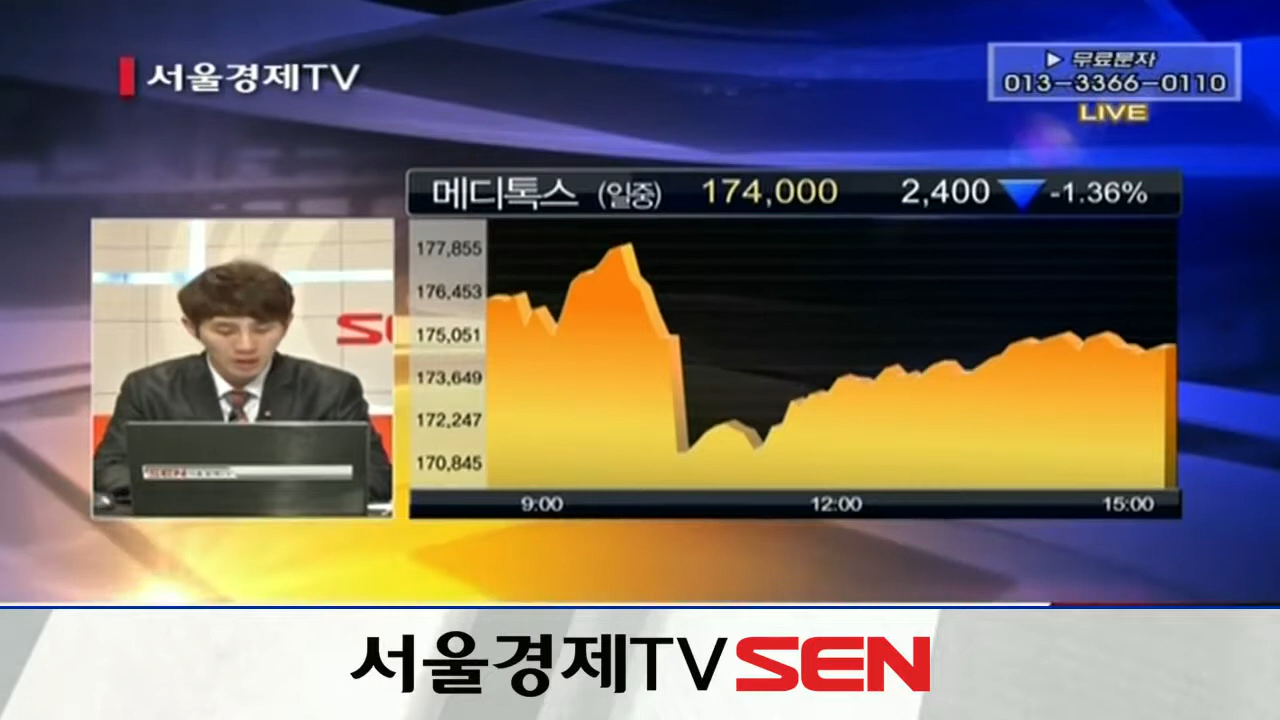 서울경제TV
▶ 무료문자
013-3366-0110
LIVE
메디톡스 (일중) 174,000 2,400 ▼ -1.36%
177,855
176,453
175,051
173,649
172,247
170,845
9:00 12:00 15:00
서울경제TV SEN